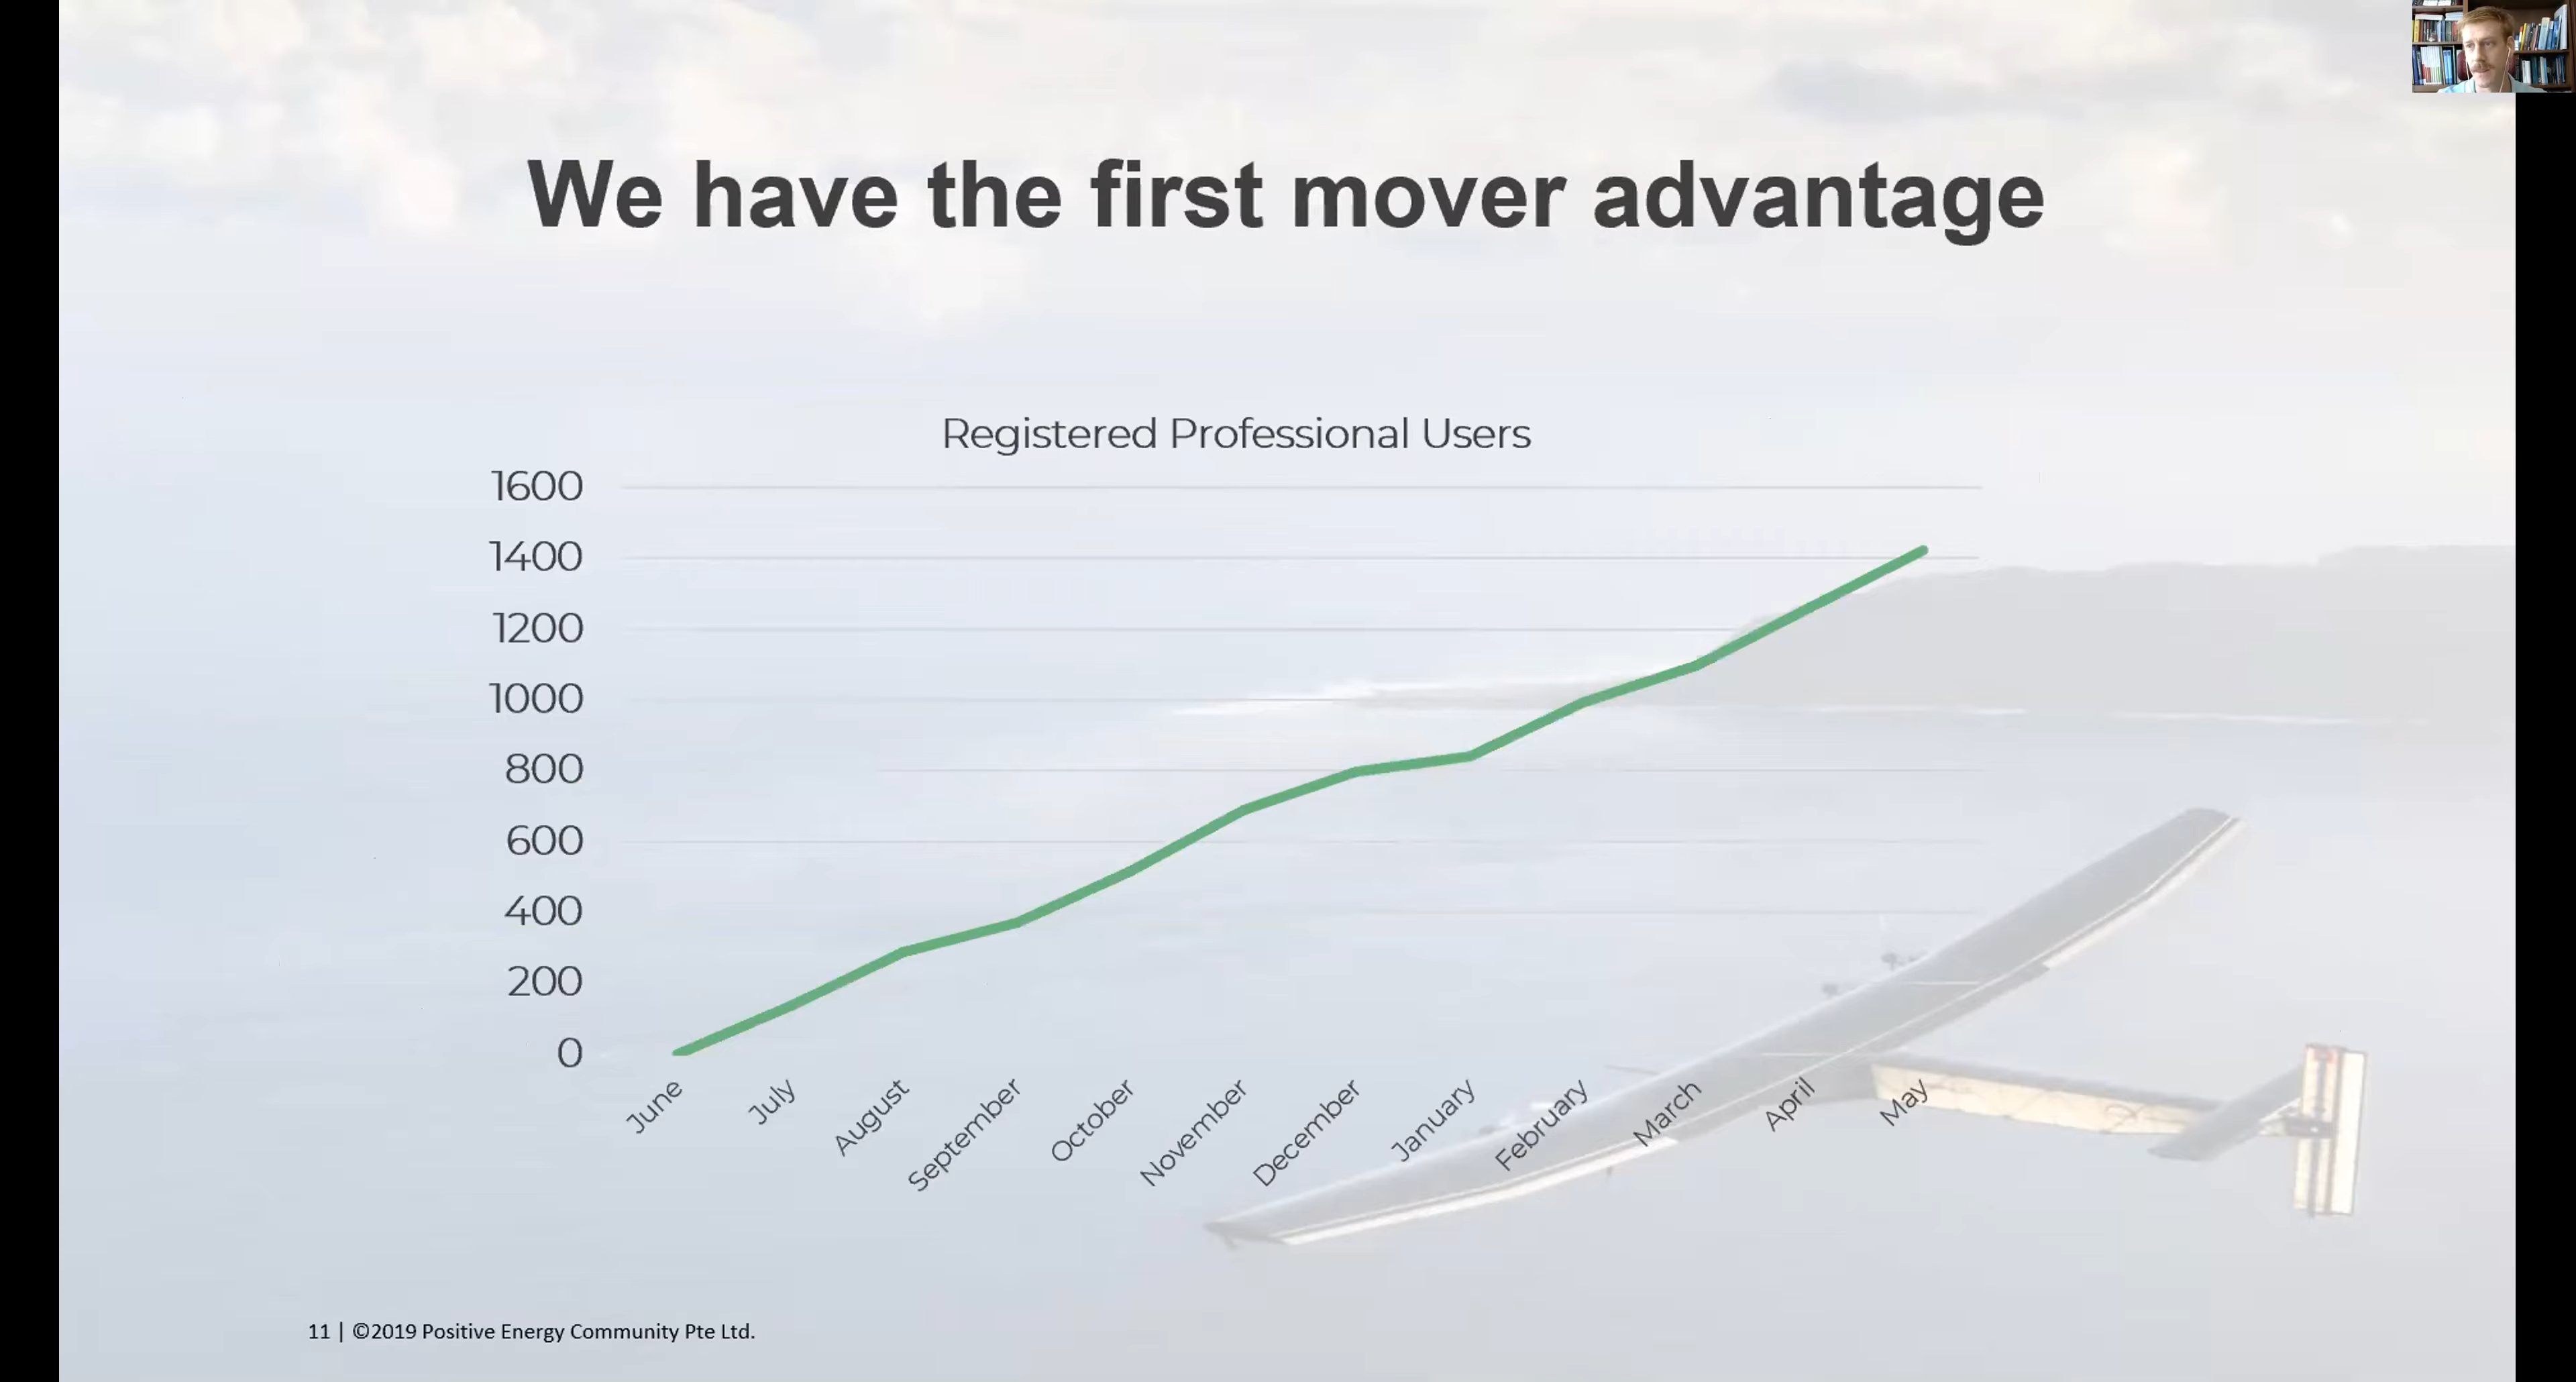 We have the first mover advantage
Registered Professional Users
1600
1400
1200
1000
800
600
400
200
0
June
July
August
September
October
November
December
January
February
March
April
May
11 | ©2019 Positive Energy Community Pte Ltd.